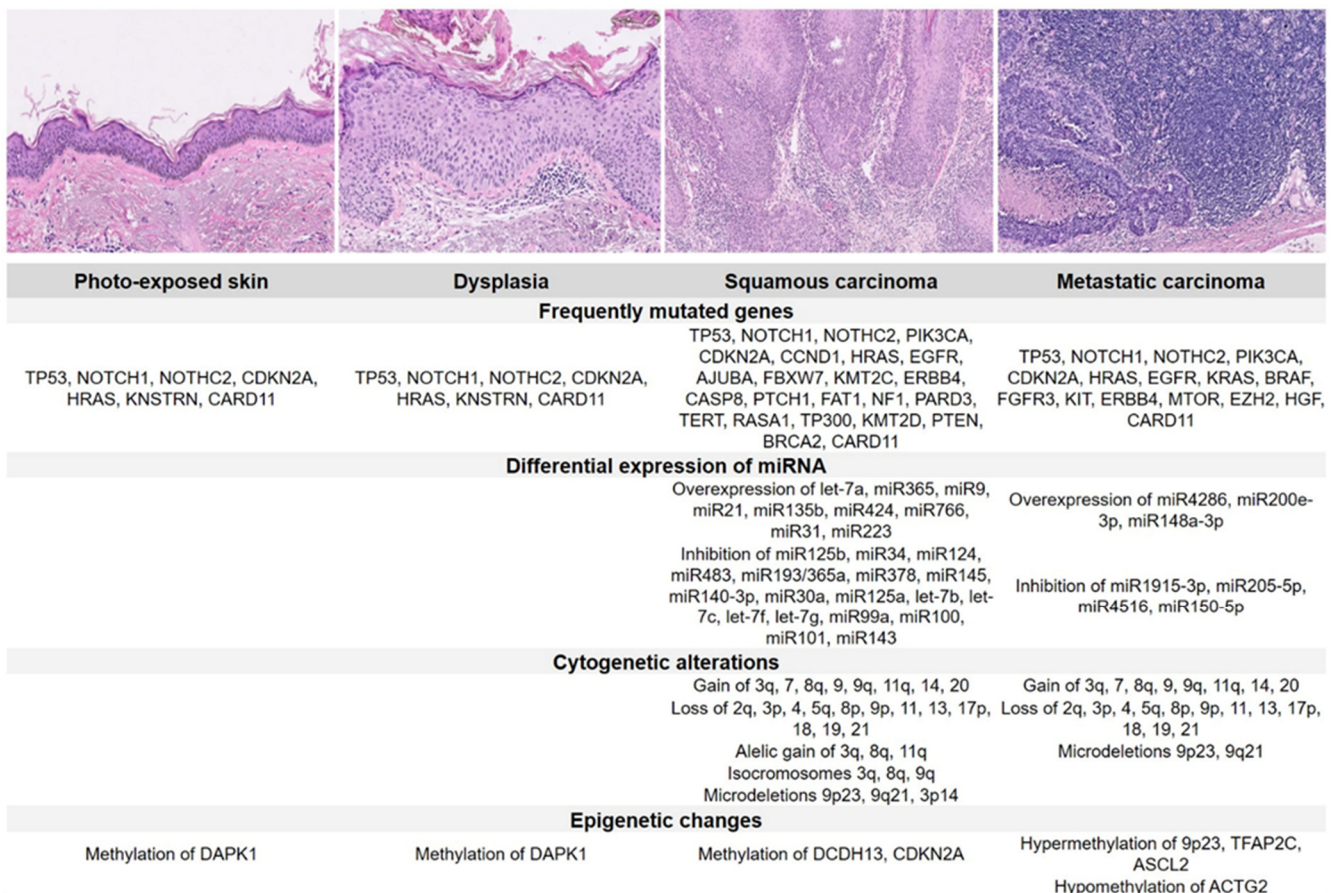 Photo-exposed skin Dysplasia Squamous carcinoma Metastatic carcinoma
Frequently mutated genes
TP53, NOTCH1, NOTHC2, CDKN2A,
HRAS, KNSTRN, CARD11
TP53, NOTCH1, NOTHC2, CDKN2A,
HRAS, KNSTRN, CARD11
TP53, NOTCH1, NOTHC2, PIK3CA,
CDKN2A, CCND1, HRAS, EGFR,
AJUBA, FBXW7, KMT2C, ERBB4,
CASP8, PTCH1, FAT1, NF1, PARD3,
TERT, RASA1, TP300, KMT2D, PTEN,
BRCA2, CARD11
TP53, NOTCH1, NOTHC2, PIK3CA,
CDKN2A, HRAS, EGFR, KRAS, BRAF,
FGFR3, KIT, ERBB4, MTOR, EZH2, HGF,
CARD11
Differential expression of miRNA
Overexpression of let-7a, miR365, miR9,
miR21, miR135b, miR424, miR766,
miR31, miR223
Overexpression of miR4286, miR200e-
3p, miR148a-3p
Inhibition of miR125b, miR34, miR124,
miR483, miR193/365a, miR378, miR145,
miR140-3p, miR30a, miR125a, let-7b, let-
7c, let-7f, let-7g, miR99a, miR100,
miR101, miR143
Inhibition of miR1915-3p, miR205-5p,
miR4516, miR150-5p
Cytogenetic alterations
Gain of 3q, 7, 8q, 9, 9q, 11q, 14, 20
Loss of 2q, 3p, 4, 5q, 8p, 9p, 11, 13, 17p,
18, 19, 21
Alelic gain of 3q, 8q, 11q
Isocromosomes 3q, 8q, 9q
Microdeletions 9p23, 9q21, 3p14
Gain of 3q, 7, 8q, 9, 9q, 11q, 14, 20
Loss of 2q, 3p, 4, 5q, 8p, 9p, 11, 13, 17p,
18, 19, 21
Microdeletions 9p23, 9q21
Epigenetic changes
Methylation of DAPK1
Methylation of DAPK1
Methylation of DCDH13, CDKN2A
Hypermethylation of 9p23, TFAP2C,
ASCL2
Hypomethylation of ACTG2